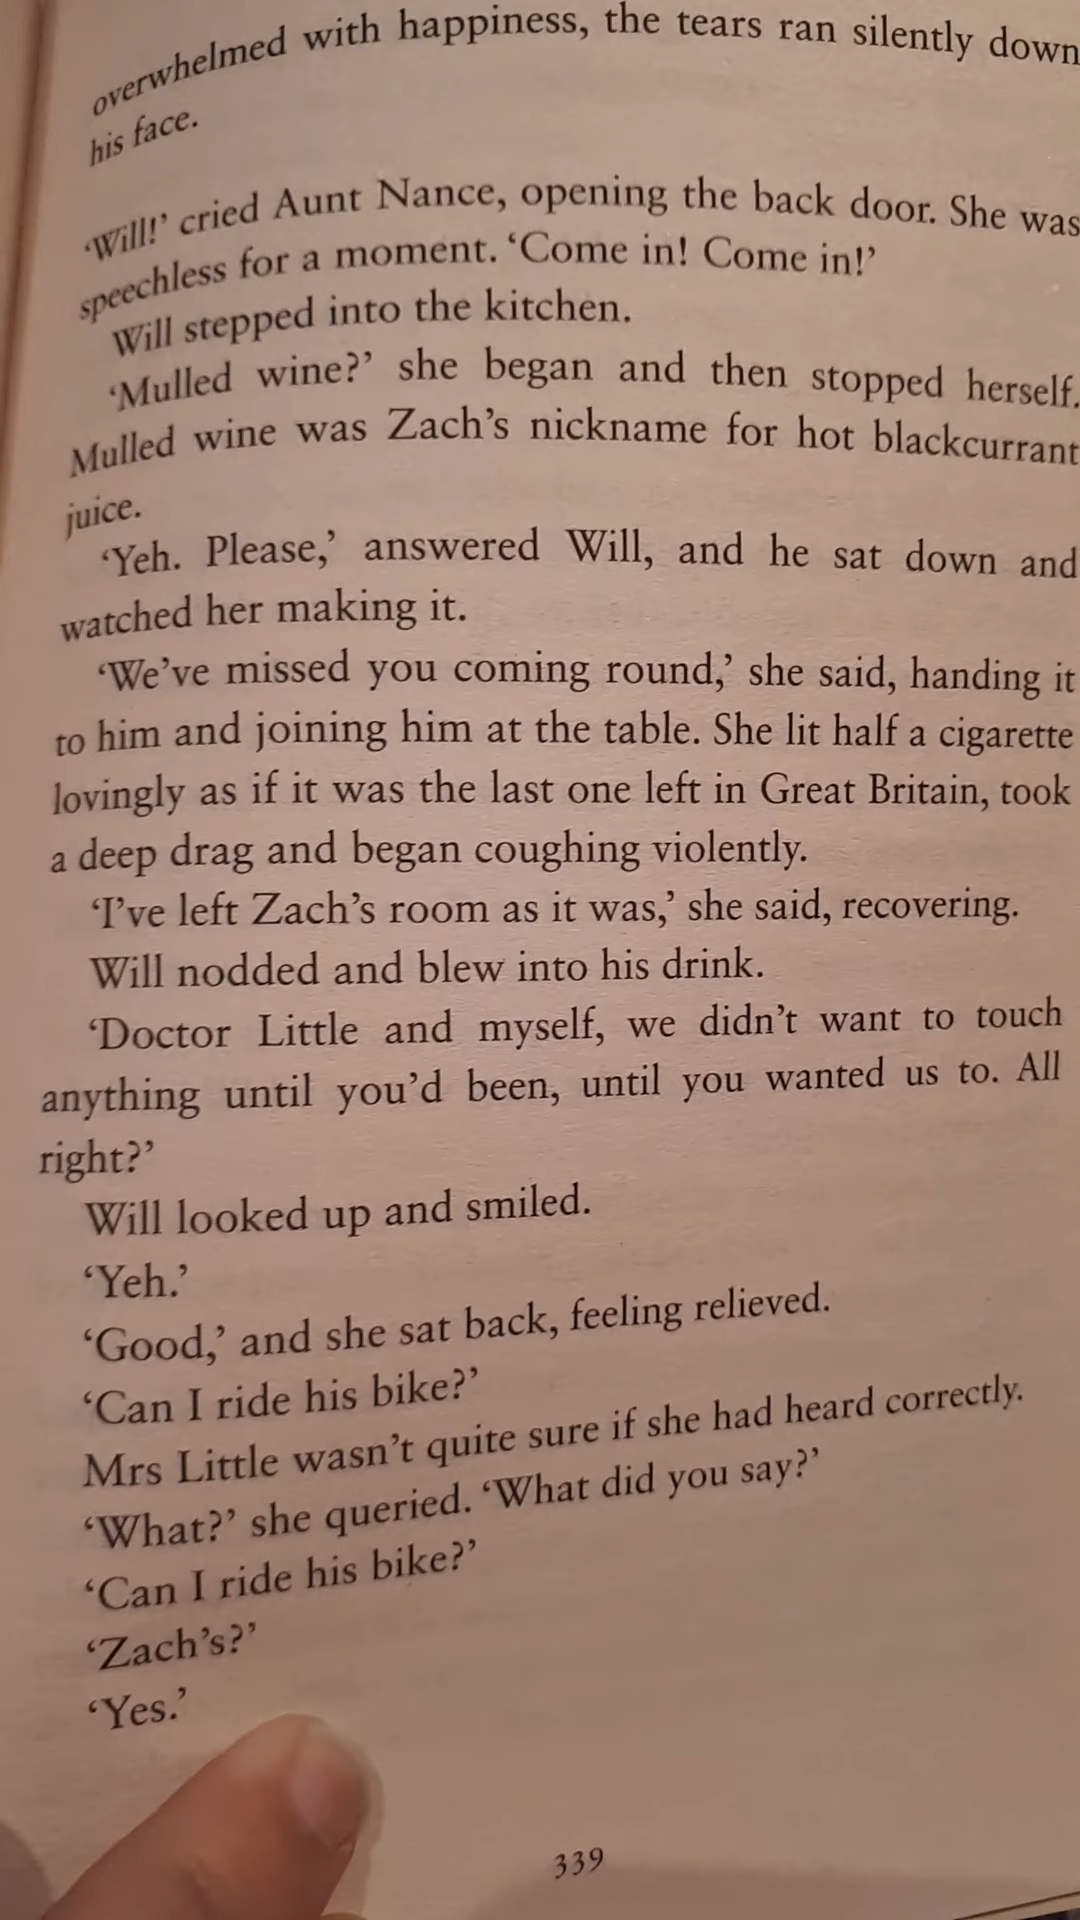 overwhelmed with happiness, the tears ran silently down
his face.
‘Will!’ cried Aunt Nance, opening the back door. She was
speechless for a moment. ‘Come in! Come in!’
Will stepped into the kitchen.
‘Mulled wine?’ she began and then stopped herself.
Mulled wine was Zach’s nickname for hot blackcurrant
juice.
‘Yeh. Please,’ answered Will, and he sat down and
watched her making it.
‘We’ve missed you coming round,’ she said, handing it
to him and joining him at the table. She lit half a cigarette
lovingly as if it was the last one left in Great Britain, took
a deep drag and began coughing violently.
‘I’ve left Zach’s room as it was,’ she said, recovering.
Will nodded and blew into his drink.
‘Doctor Little and myself, we didn’t want to touch
anything until you’d been, until you wanted us to. All
right?’
Will looked up and smiled.
‘Yeh.’
‘Good,’ and she sat back, feeling relieved.
‘Can I ride his bike?’
Mrs Little wasn’t quite sure if she had heard correctly.
‘What?’ she queried. ‘What did you say?’
‘Can I ride his bike?’
‘Zach’s?’
‘Yes.’
339